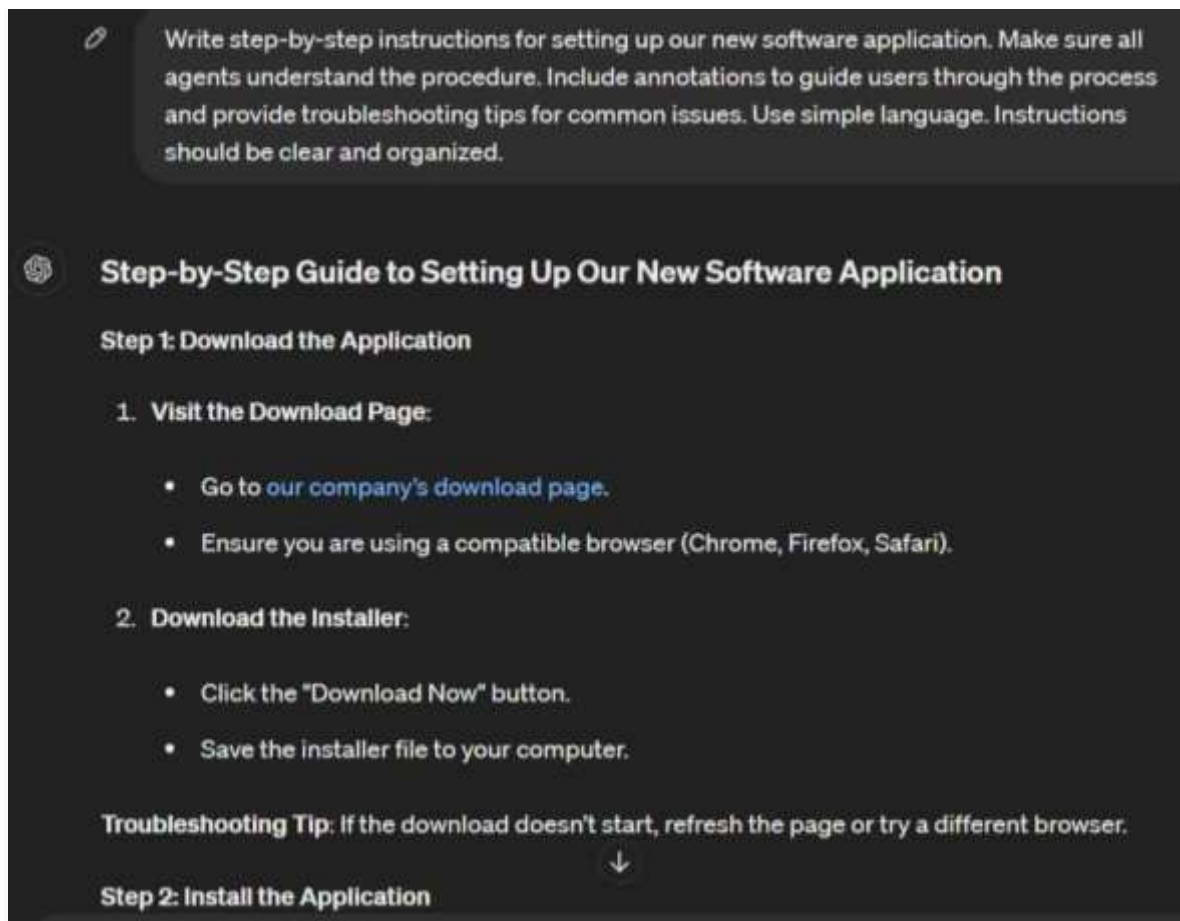 Write step-by-step instructions for setting up our new software application. Make sure all
agents understand the procedure. Include annotations to guide users through the process
and provide troubleshooting tips for common issues. Use simple language. Instructions
should be clear and organized.
Step-by-Step Guide to Setting Up Our New Software Application
Step 1: Download the Application
1. Visit the Download Page:
• Go to our company's download page.
• Ensure you are using a compatible browser (Chrome, Firefox, Safari).
2. Download the Installer:
• Click the "Download Now" button.
• Save the installer file to your computer.
Troubleshooting Tip: If the download doesn't start, refresh the page or try a different browser.
Step 2: Install the Application